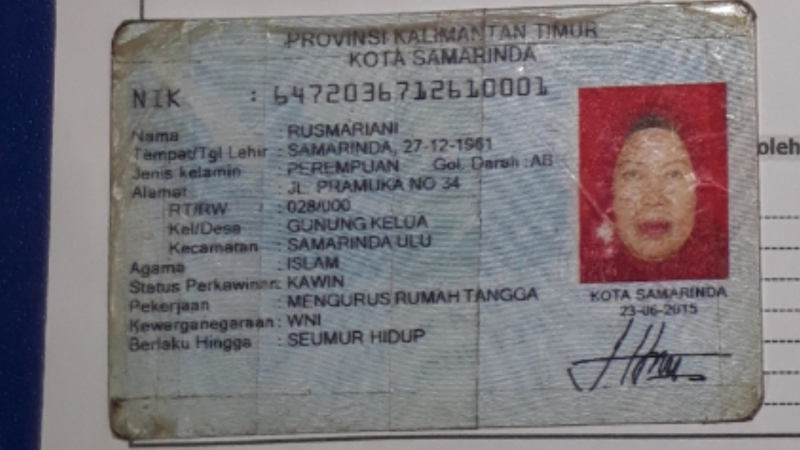 PROVINSI KALIMANTAN TIMUR
KOTA SAMARINDA
NIK : 6472036712610001
Nama : RUSMARIANI
Tempat/Tgl Lahir : SAMARINDA, 27-12-1961
Jenis kelamin : PEREMPUAN Gol. Darah : AB
Alamat : JL. PRAMUKA NO 34
RT/RW : 028/000
Kel/Desa : GUNUNG KELUA
Kecamatan : SAMARINDA ULU
Agama : ISLAM
Status Perkawinan: KAWIN
Pekerjaan : MENGURUS RUMAH TANGGA
Kewarganegaraan : WNI
Berlaku Hingga : SEUMUR HIDUP
KOTA SAMARINDA
23-06-2015
oleh